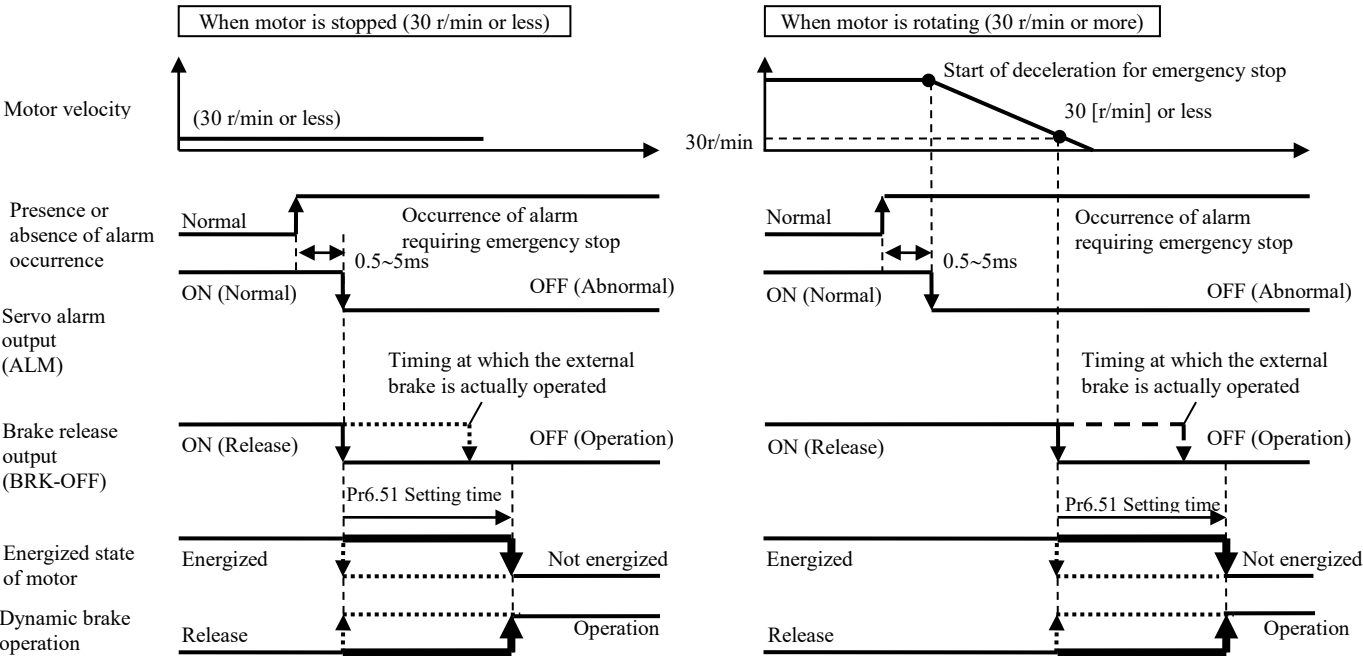 When motor is stopped (30 r/min or less)
When motor is rotating (30 r/min or more)
Motor velocity
(30 r/min or less)
Start of deceleration for emergency stop
30 [r/min] or less
30r/min
Presence or
absence of alarm
occurrence
Normal
Occurrence of alarm
requiring emergency stop
0.5~5ms
Normal
Occurrence of alarm
requiring emergency stop
0.5~5ms
Servo alarm
output
(ALM)
ON (Normal)
OFF (Abnormal)
ON (Normal)
OFF (Abnormal)
Timing at which the external
brake is actually operated
Timing at which the external
brake is actually operated
Brake release
output
(BRK-OFF)
ON (Release)
OFF (Operation)
ON (Release)
OFF (Operation)
Pr6.51 Setting time
Pr6.51 Setting time
Energized state
of motor
Energized
Not energized
Energized
Not energized
Dynamic brake
operation
Release
Operation
Release
Operation